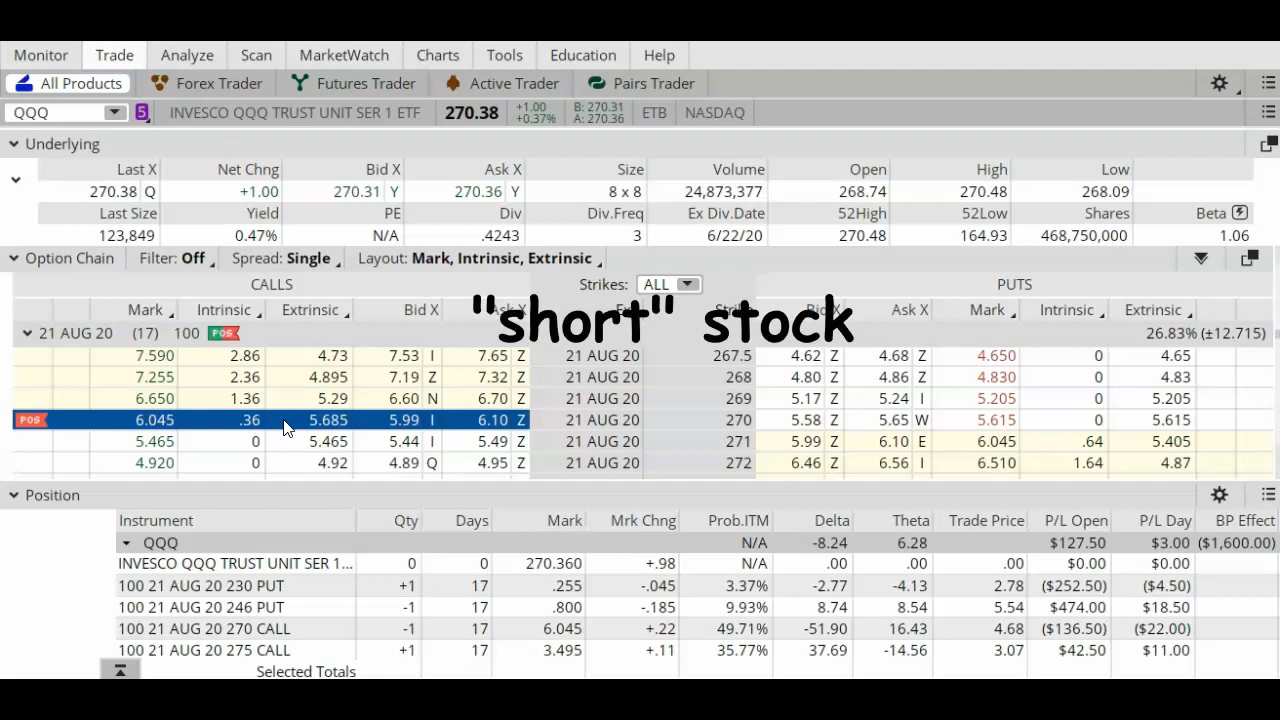 Monitor Trade Analyze Scan MarketWatch Charts Tools Education Help
All Products Forex Trader Futures Trader Active Trader Pairs Trader
QQQ 5 INVESCO QQQ TRUST UNIT SER 1 ETF 270.38 +1.00 +0.37% B: 270.31 A: 270.36 ETB NASDAQ
Underlying
Last X Net Chng Bid X Ask X Size Volume Open High Low
270.38 Q +1.00 270.31 Y 270.36 Y 8 x 8 24,873,377 268.74 270.48 268.09
Last Size Yield PE Div Div.Freq Ex Div.Date 52High 52Low Shares Beta
123,849 0.47% N/A .4243 3 6/22/20 270.48 164.93 468,750,000 1.06
Option Chain Filter: Off Spread: Single Layout: Mark, Intrinsic, Extrinsic
CALLS Strikes: ALL PUTS
Mark Intrinsic Extrinsic Bid X Ask X Ask X Mark Intrinsic Extrinsic
"short" stock
21 AUG 20 (17) 100 POS 26.83% (±12.715)
7.590 2.86 4.73 7.53 I 7.65 Z 21 AUG 20 267.5 4.62 Z 4.68 Z 4.650 0 4.65
7.255 2.36 4.895 7.19 Z 7.32 Z 21 AUG 20 268 4.80 Z 4.86 Z 4.830 0 4.83
6.650 1.36 5.29 6.60 N 6.70 Z 21 AUG 20 269 5.17 Z 5.24 I 5.205 0 5.205
POS 6.045 .36 5.685 5.99 I 6.10 Z 21 AUG 20 270 5.58 Z 5.65 W 5.615 0 5.615
5.465 0 5.465 5.44 I 5.49 Z 21 AUG 20 271 5.99 Z 6.10 E 6.045 .64 5.405
4.920 0 4.92 4.89 Q 4.95 Z 21 AUG 20 272 6.46 Z 6.56 I 6.510 1.64 4.87
Position
Instrument Qty Days Mark Mrk Chng Prob.ITM Delta Theta Trade Price P/L Open P/L Day BP Effect
QQQ N/A -8.24 6.28 $127.50 $3.00 ($1,600.00)
INVESCO QQQ TRUST UNIT SER 1... 0 0 270.360 +.98 N/A .00 .00 .00 $0.00 $0.00
100 21 AUG 20 230 PUT +1 17 .255 -.045 3.37% -2.77 -4.13 2.78 ($252.50) ($4.50)
100 21 AUG 20 246 PUT -1 17 .800 -.185 9.93% 8.74 8.54 5.54 $474.00 $18.50
100 21 AUG 20 270 CALL -1 17 6.045 +.22 49.71% -51.90 16.43 4.68 ($136.50) ($22.00)
100 21 AUG 20 275 CALL +1 17 3.495 +.11 35.77% 37.69 -14.56 3.07 $42.50 $11.00
Selected Totals